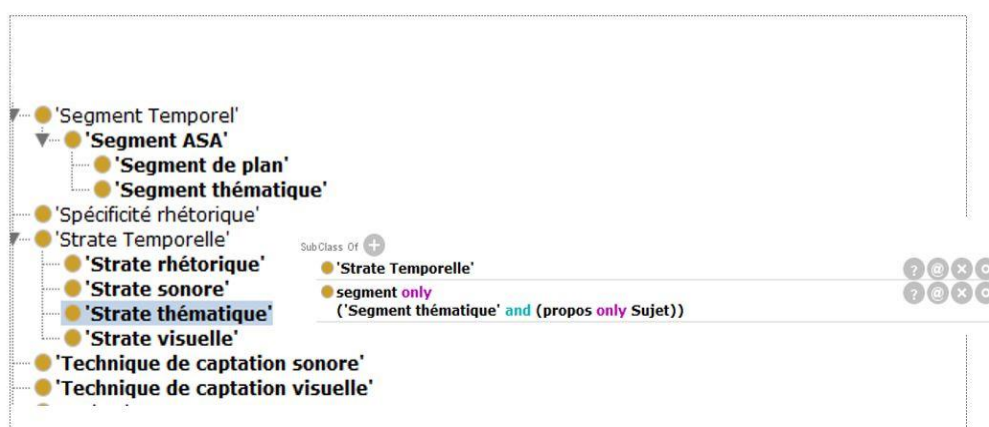 'Segment Temporel'
'Segment ASA'
'Segment de plan'
'Segment thématique'
'Spécificité rhétorique'
'Strate Temporelle'
'Strate rhétorique'
'Strate sonore'
'Strate thématique'
'Strate visuelle'
'Technique de captation sonore'
'Technique de captation visuelle'
SubClass Of +
'Strate Temporelle'
? @ × o
segment only
('Segment thématique' and (propos only Sujet))
? @ × o